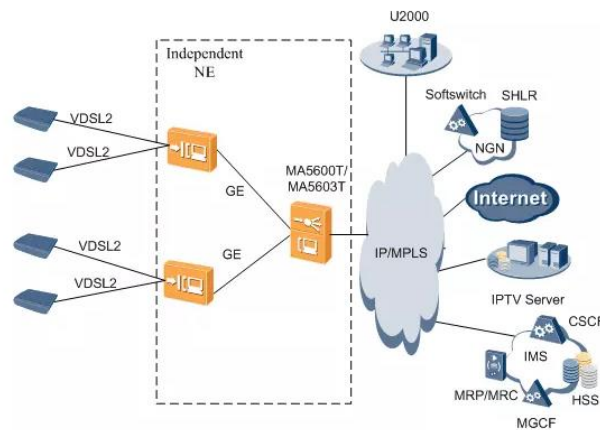 U2000
Independent
NE
Softswitch
SHLR
VDSL2
NGN
VDSL2
MA5600T/
MA5603T
GE
Internet
IP/MPLS
VDSL2
GE
VDSL2
IPTV Server
CSCF
IMS
MRP/MRC
HSS
MGCF